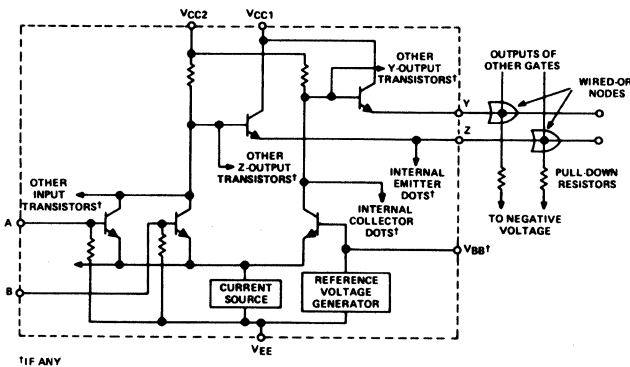 VCC2
VCC1
OTHER
Y-OUTPUT
TRANSISTORS†
OUTPUTS OF
OTHER GATES
WIRED-OR
NODES
Y
Z
OTHER
Z-OUTPUT
TRANSISTORS†
INTERNAL
EMITTER
DOTS†
PULL-DOWN
RESISTORS
OTHER
INPUT
TRANSISTORS†
INTERNAL
COLLECTOR
DOTS†
TO NEGATIVE
VOLTAGE
A
VBB†
B
CURRENT
SOURCE
REFERENCE
VOLTAGE
GENERATOR
VEE
†IF ANY